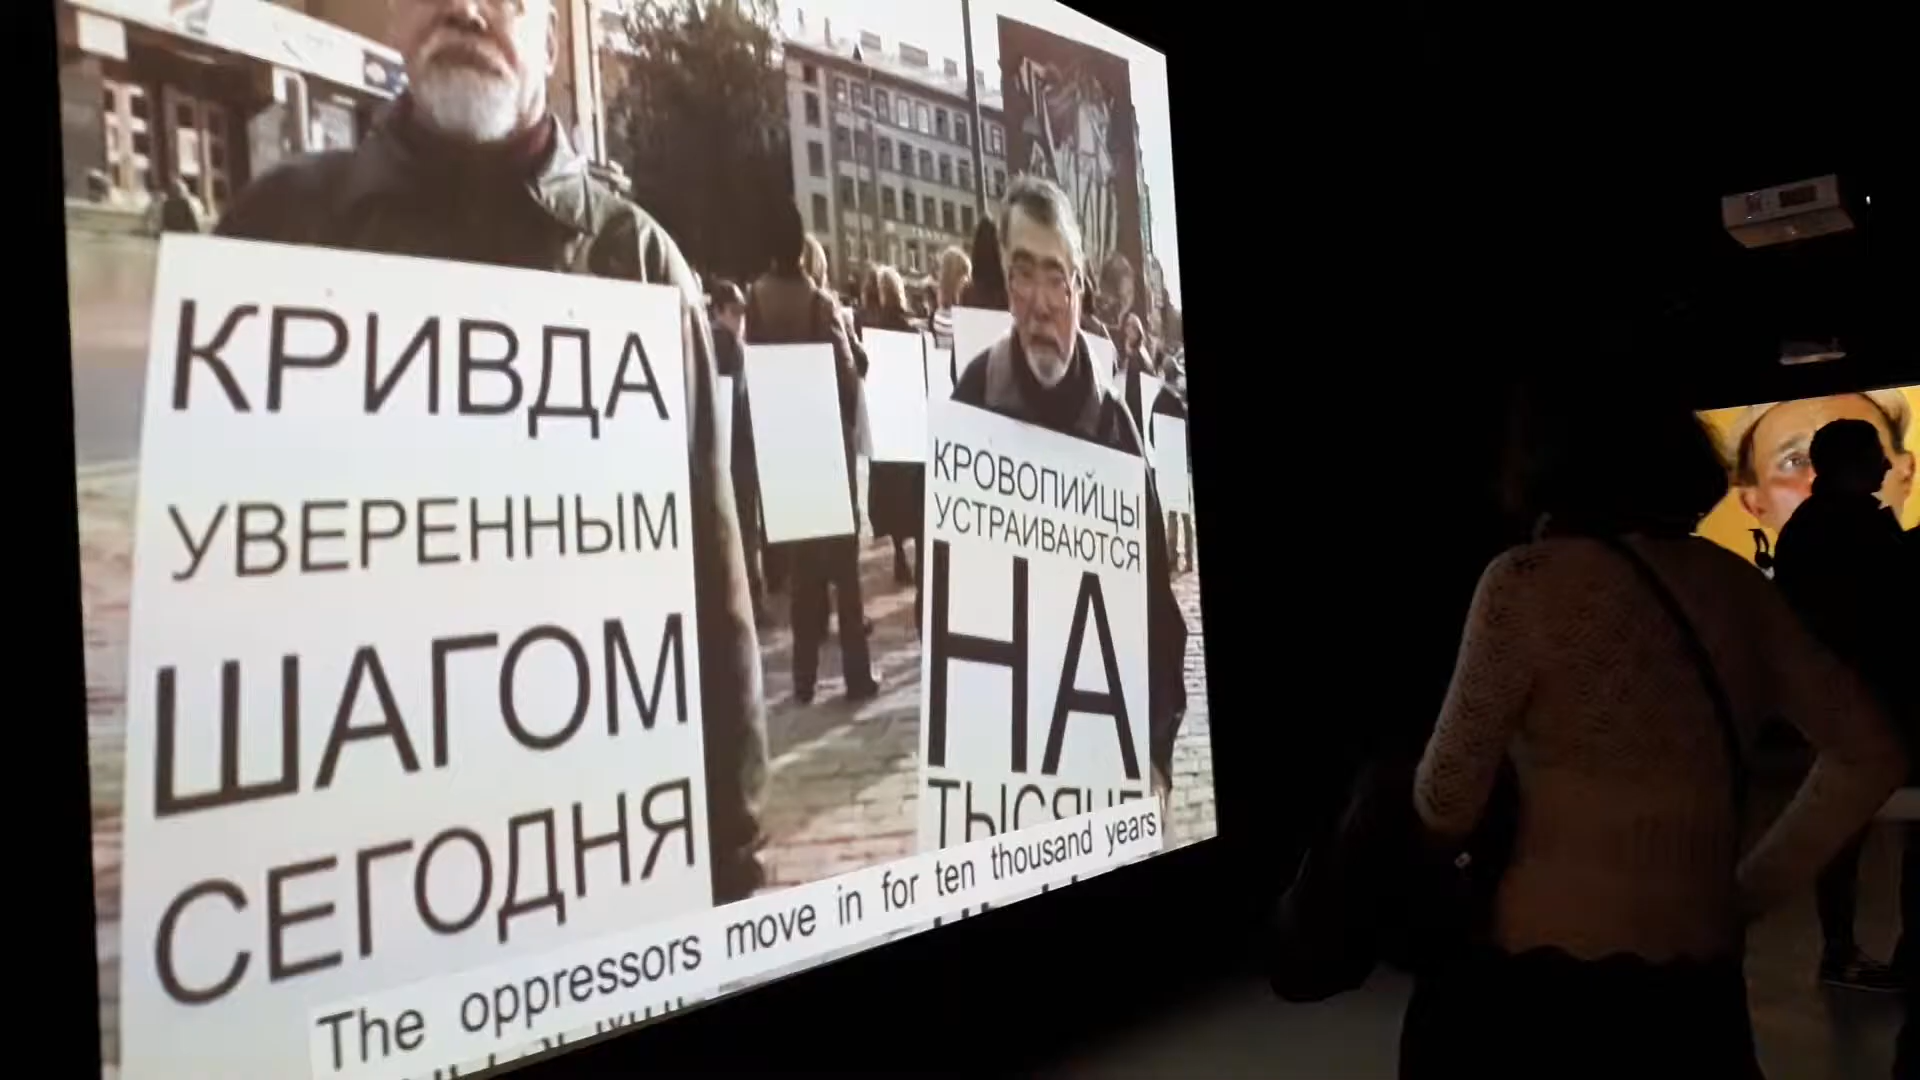 КРИВДА
УВЕРЕННЫМ
ШАГОМ
СЕГОДНЯ
КРОВОПИЙЦЫ
УСТРАИВАЮТСЯ
НА
The oppressors move in for ten thousand years